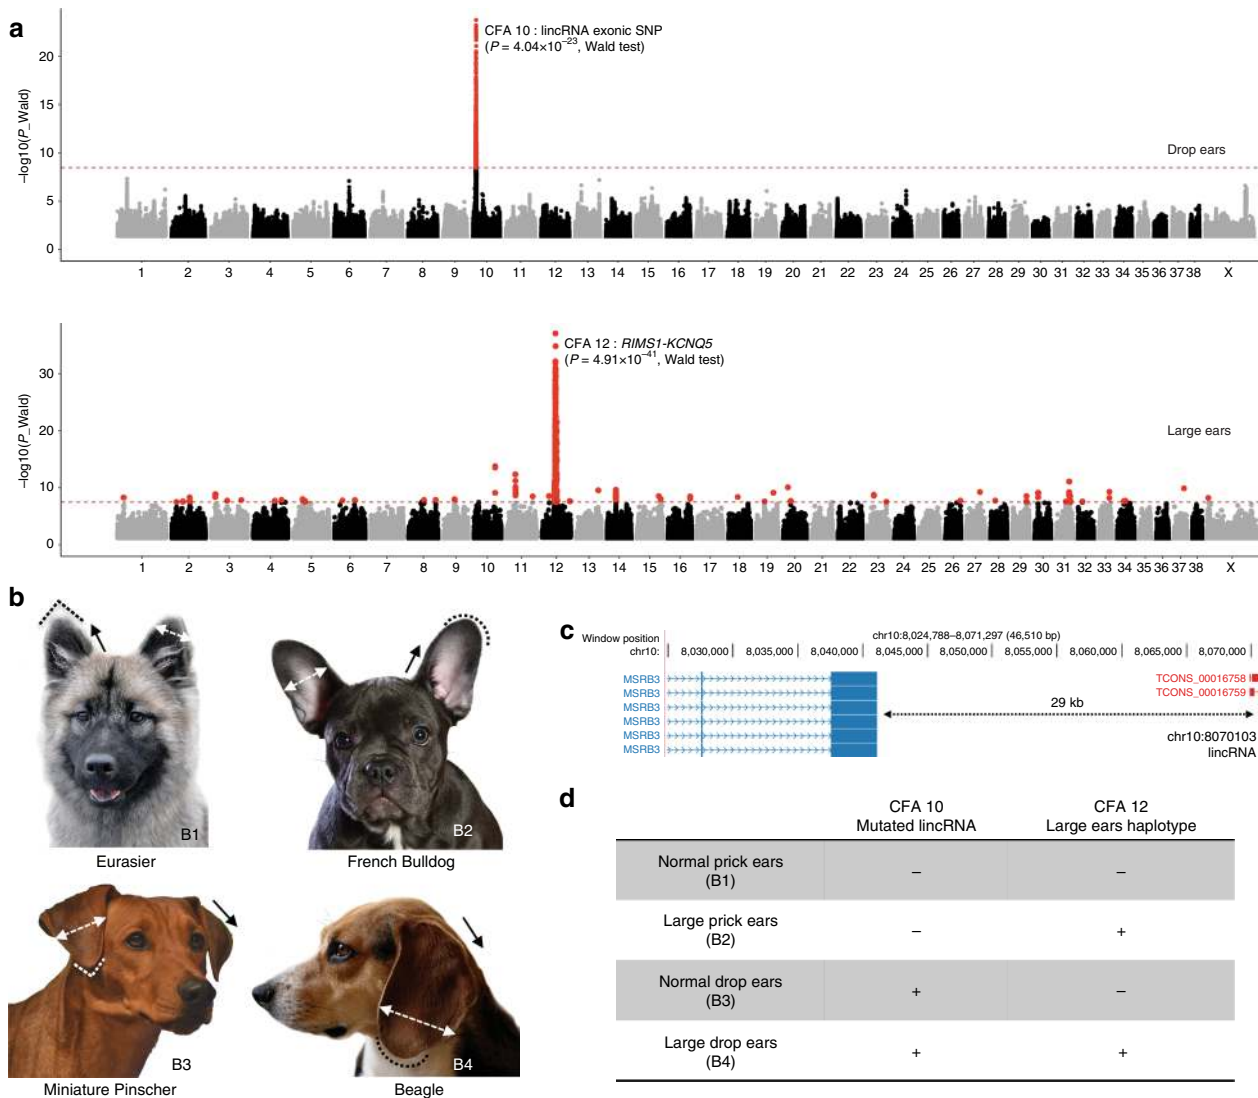 a
CFA 10 : lincRNA exonic SNP
(P = 4.04×10⁻²³, Wald test)
–log10(P_Wald)
20
15
10
5
0
Drop ears
1 2 3 4 5 6 7 8 9 10 11 12 13 14 15 16 17 18 19 20 21 22 23 24 25 26 27 28 29 30 31 32 33 34 35 36 37 38 X
CFA 12 : RIMS1-KCNQ5
(P = 4.91×10⁻⁴¹, Wald test)
–log10(P_Wald)
30
20
10
0
Large ears
1 2 3 4 5 6 7 8 9 10 11 12 13 14 15 16 17 18 19 20 21 22 23 24 25 26 27 28 29 30 31 32 33 34 35 36 37 38 X
b
B1
Eurasier
B2
French Bulldog
B3
Miniature Pinscher
B4
Beagle
c
Window position
chr10:8,024,788–8,071,297 (46,510 bp)
chr10:
8,030,000 8,035,000 8,040,000 8,045,000 8,050,000 8,055,000 8,060,000 8,065,000 8,070,000
MSRB3
MSRB3
MSRB3
MSRB3
MSRB3
MSRB3
TCONS_00016758
TCONS_00016759
29 kb
chr10:8070103
lincRNA
d
CFA 10
Mutated lincRNA
CFA 12
Large ears haplotype
Normal prick ears
(B1)
– –
Large prick ears
(B2)
– +
Normal drop ears
(B3)
+ –
Large drop ears
(B4)
+ +